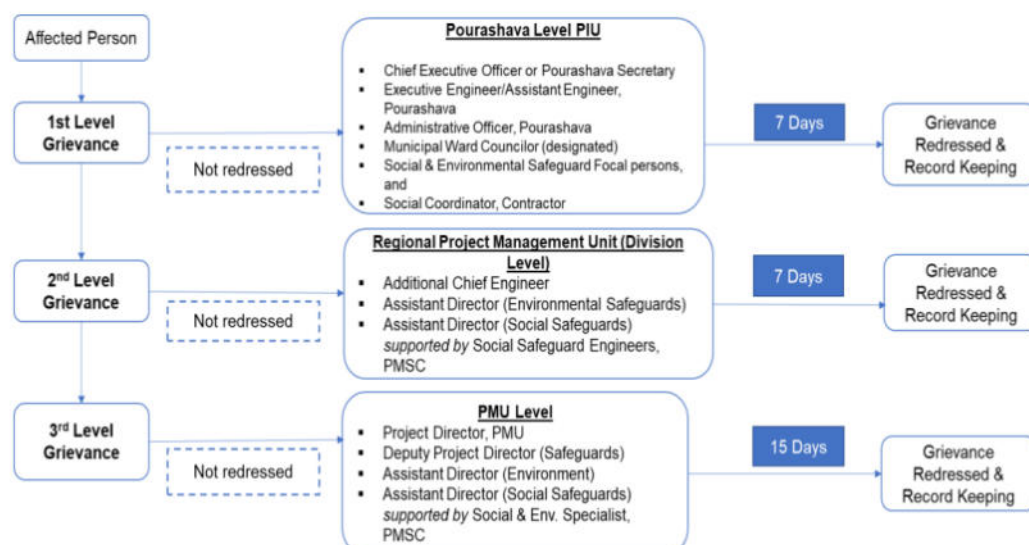 Affected Person
1st Level
Grievance
Not redressed
Pourashava Level PIU
▪ Chief Executive Officer or Pourashava Secretary
▪ Executive Engineer/Assistant Engineer,
Pourashava
▪ Administrative Officer, Pourashava
▪ Municipal Ward Councilor (designated)
▪ Social & Environmental Safeguard Focal persons,
and
▪ Social Coordinator, Contractor
7 Days
Grievance
Redressed &
Record Keeping
2nd Level
Grievance
Not redressed
Regional Project Management Unit (Division
Level)
▪ Additional Chief Engineer
▪ Assistant Director (Environmental Safeguards)
▪ Assistant Director (Social Safeguards)
supported by Social Safeguard Engineers,
PMSC
7 Days
Grievance
Redressed &
Record Keeping
3rd Level
Grievance
Not redressed
PMU Level
▪ Project Director, PMU
▪ Deputy Project Director (Safeguards)
▪ Assistant Director (Environment)
▪ Assistant Director (Social Safeguards)
supported by Social & Env. Specialist,
PMSC
15 Days
Grievance
Redressed &
Record Keeping